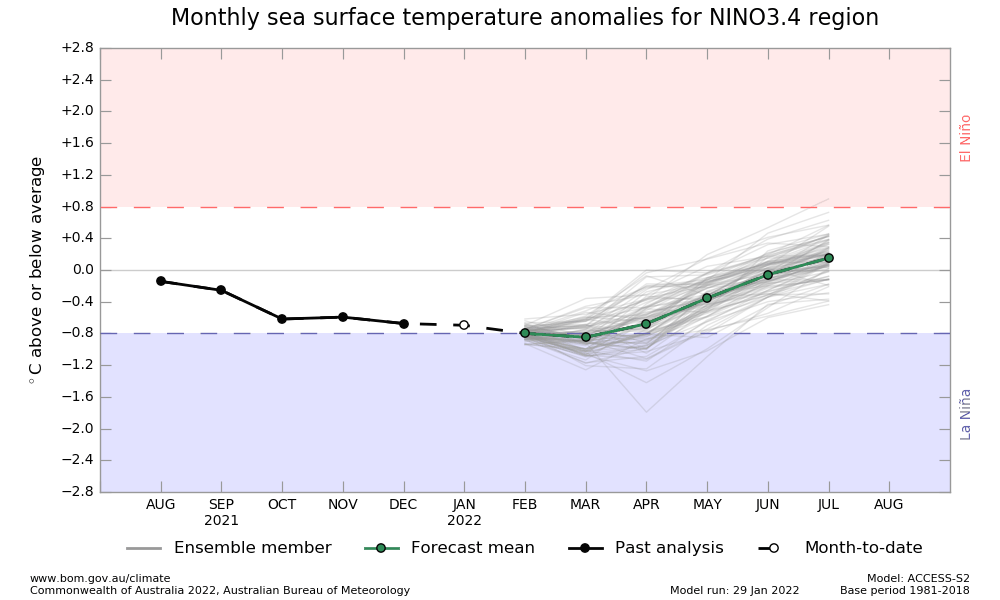 Monthly sea surface temperature anomalies for NINO3.4 region
°C above or below average
+2.8
+2.4
+2.0
+1.6
+1.2
+0.8
+0.4
0.0
−0.4
−0.8
−1.2
−1.6
−2.0
−2.4
−2.8
El Niño
La Niña
AUG SEP OCT NOV DEC JAN FEB MAR APR MAY JUN JUL AUG
2021 2022
Ensemble member Forecast mean Past analysis Month-to-date
www.bom.gov.au/climate Model: ACCESS-S2
Commonwealth of Australia 2022, Australian Bureau of Meteorology Model run: 29 Jan 2022 Base period 1981-2018